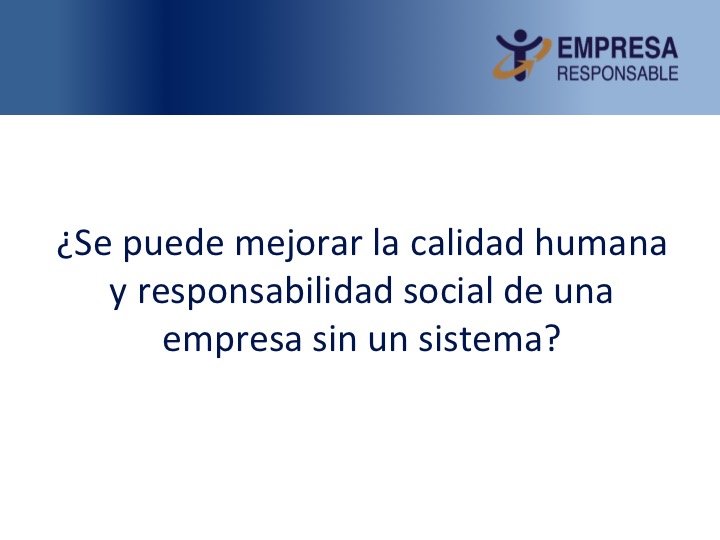 EMPRESA
RESPONSABLE
¿Se puede mejorar la calidad humana
y responsabilidad social de una
empresa sin un sistema?